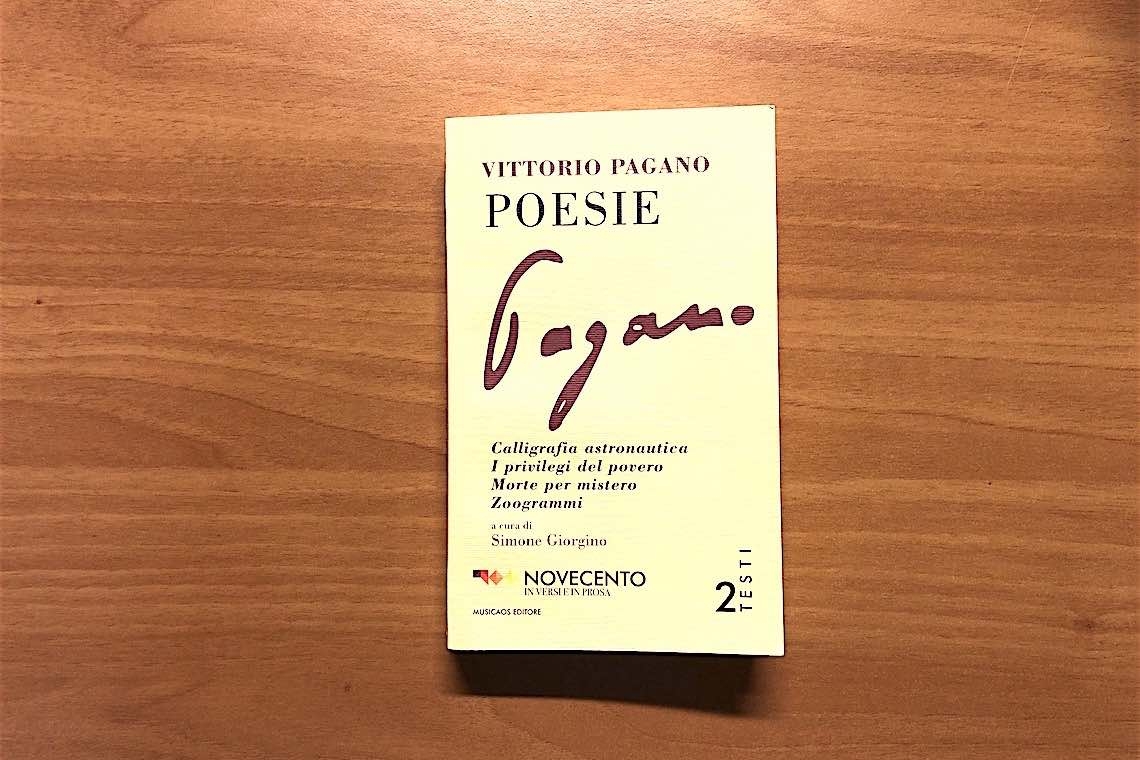 VITTORIO PAGANO
POESIE
Pagano
Calligrafia astronautica
I privilegi del povero
Morte per mistero
Zoogrammi
a cura di
Simone Giorgino
NOVECENTO
IN VERSI E IN PROSA
MUSICAOS EDITORE
2
TESTI